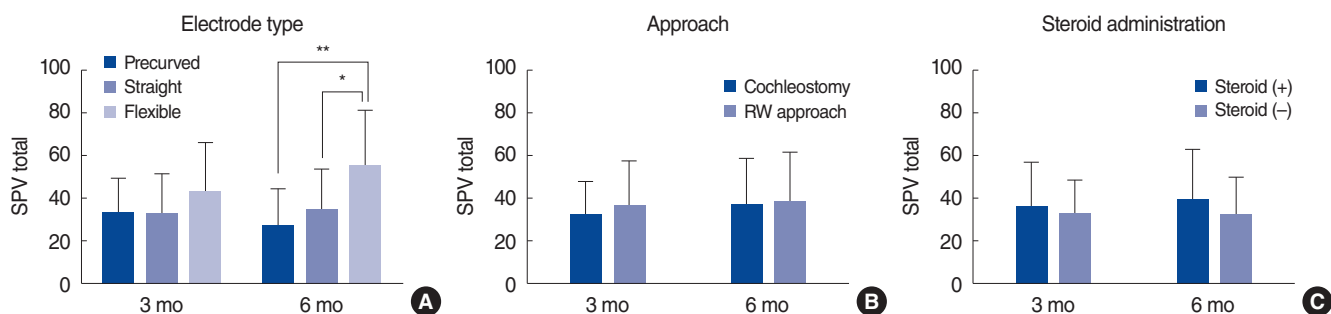 Electrode type
Precurved
Straight
Flexible
**
*
SPV total
100
80
60
40
20
0
3 mo
6 mo
A
Approach
Cochleostomy
RW approach
SPV total
100
80
60
40
20
0
3 mo
6 mo
B
Steroid administration
Steroid (+)
Steroid (–)
SPV total
100
80
60
40
20
0
3 mo
6 mo
C